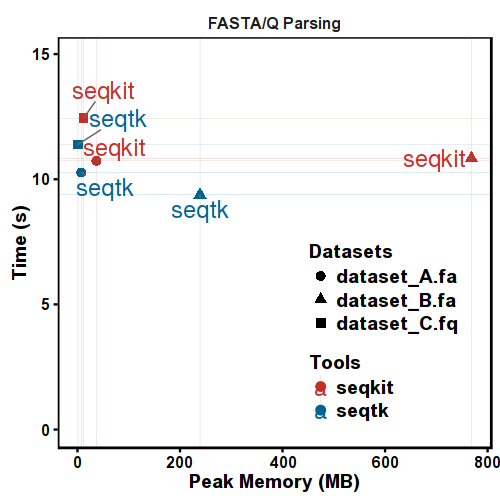 FASTA/Q Parsing
15
10
5
0
Time (s)
seqkit
seqtk
seqkit
seqtk
seqkit
seqtk
Datasets
dataset_A.fa
dataset_B.fa
dataset_C.fq
Tools
seqkit
seqtk
0
200
400
600
800
Peak Memory (MB)